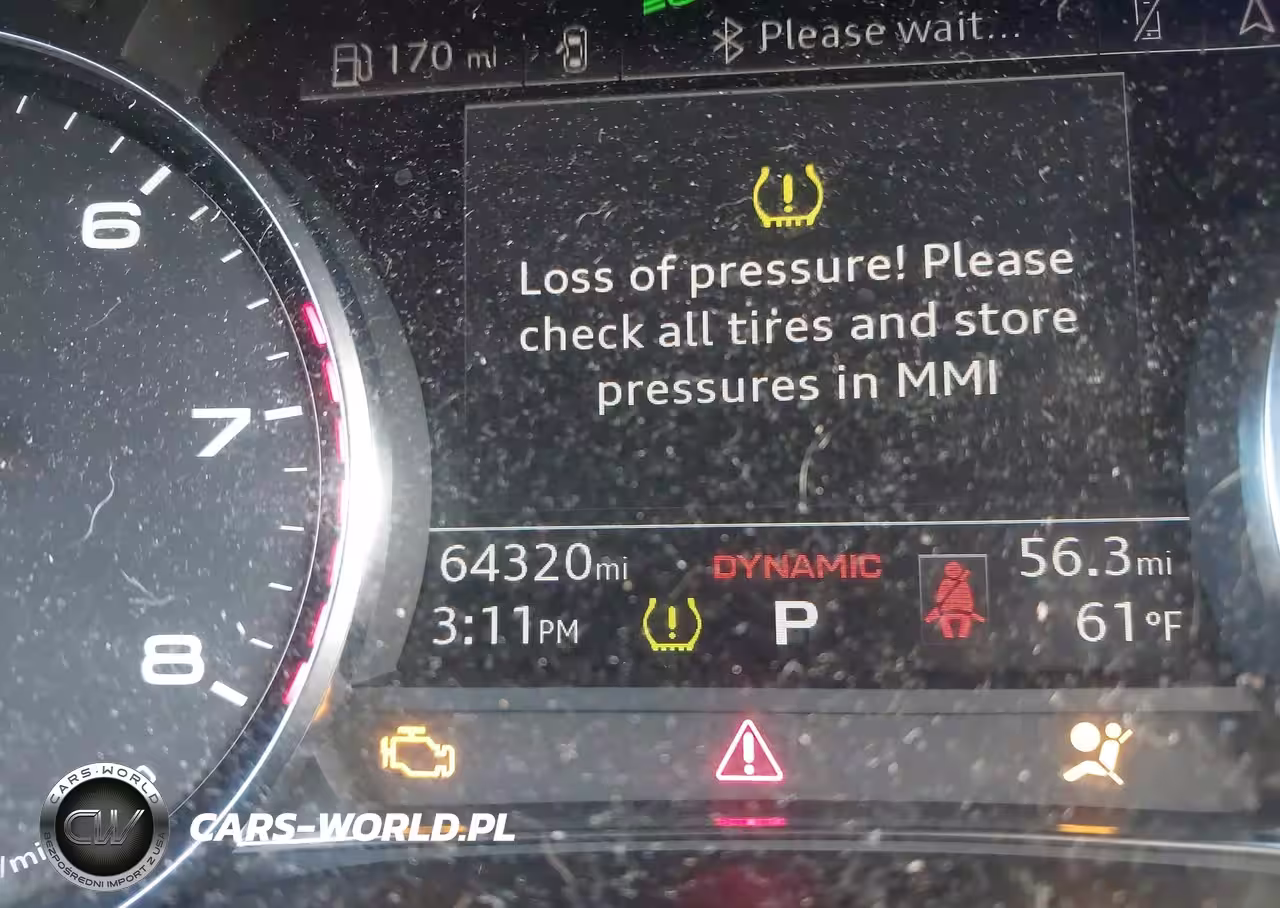 170 mi
Please wait...
Loss of pressure! Please
check all tires and store
pressures in MMI
6
7
8
64320mi
DYNAMIC
56.3mi
3:11PM
P
61°F
/mi
CARS-WORLD
CW
BEZPOŚREDNI IMPORT Z USA
CARS-WORLD.PL